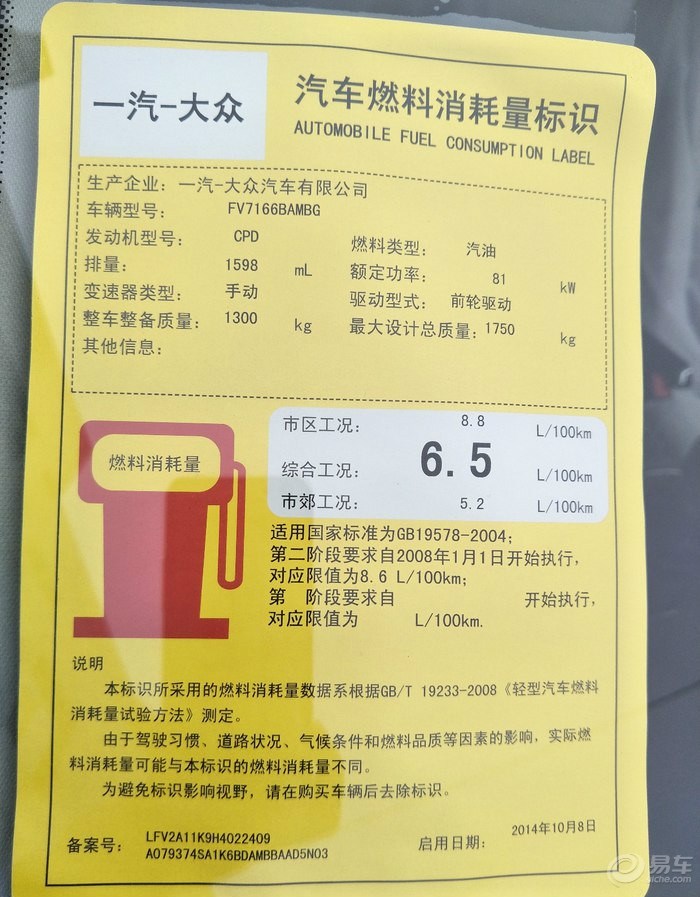 一汽-大众
汽车燃料消耗量标识
AUTOMOBILE FUEL CONSUMPTION LABEL
生产企业：一汽-大众汽车有限公司
车辆型号： FV7166BAMBG
发动机型号： CPD 燃料类型： 汽油
排量： 1598 mL 额定功率： 81 kW
变速器类型： 手动 驱动型式： 前轮驱动
整车整备质量： 1300 kg 最大设计总质量：1750 kg
其他信息：
燃料消耗量
市区工况： 8.8 L/100km
综合工况： 6.5 L/100km
市郊工况： 5.2 L/100km
适用国家标准为GB19578-2004；
第二阶段要求自2008年1月1日开始执行，
对应限值为8.6 L/100km；
第 阶段要求自 开始执行，
对应限值为 L/100km.
说明
本标识所采用的燃料消耗量数据系根据GB/T 19233-2008《轻型汽车燃料
消耗量试验方法》测定。
由于驾驶习惯、道路状况、气候条件和燃料品质等因素的影响，实际燃
料消耗量可能与本标识的燃料消耗量不同。
为避免标识影响视野，请在购买车辆后去除标识。
备案号： LFV2A11K9H4022409
A079374SA1K6BDAMBBAAD5N03
启用日期： 2014年10月8日
易车
yiche.com